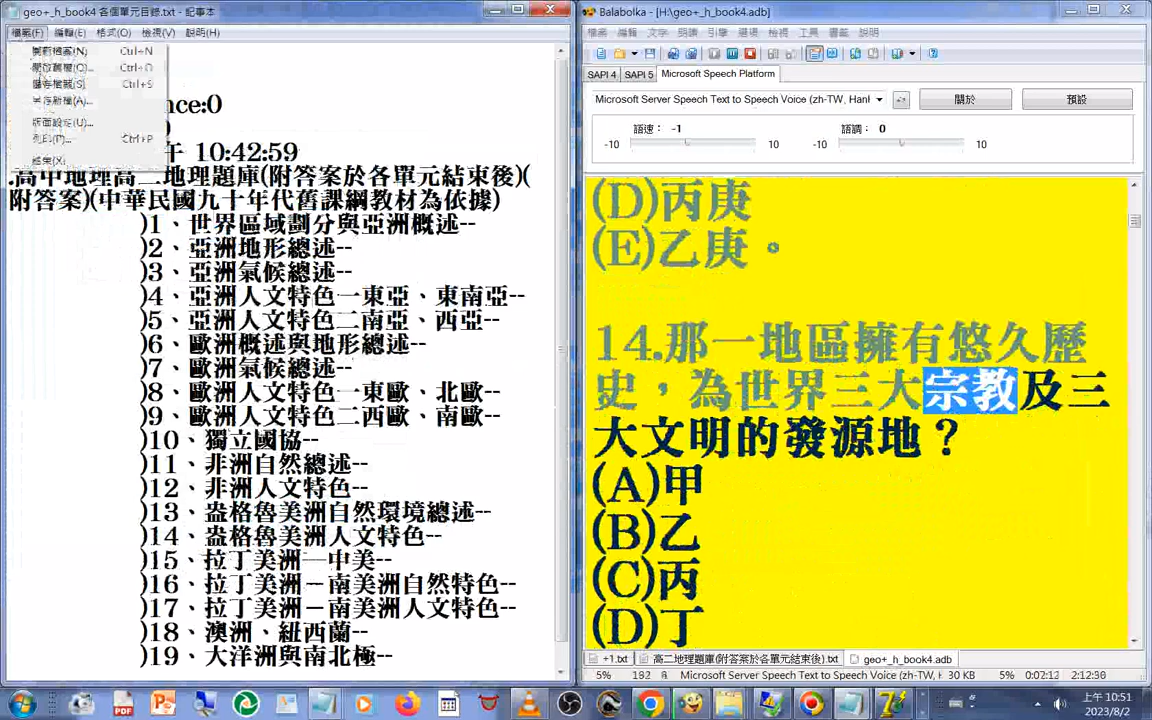 geo+_h_book4 各個單元目錄.txt - 記事本
檔案(F) 編輯(E) 格式(O) 檢視(V) 說明(H)
開新檔案(N) Ctrl+N
開啟舊檔(O)... Ctrl+O
儲存檔案(S) Ctrl+S
另存新檔(A)...
版面設定(U)...
列印(P)... Ctrl+P
結束(X)
nce:0
午 10:42:59
.高中地理高二地理題庫(附答案於各單元結束後)(
附答案)(中華民國九十年代舊課綱教材為依據)
)1、世界區域劃分與亞洲概述--
)2、亞洲地形總述--
)3、亞洲氣候總述--
)4、亞洲人文特色一東亞、東南亞--
)5、亞洲人文特色二南亞、西亞--
)6、歐洲概述與地形總述--
)7、歐洲氣候總述--
)8、歐洲人文特色一東歐、北歐--
)9、歐洲人文特色二西歐、南歐--
)10、獨立國協--
)11、非洲自然總述--
)12、非洲人文特色--
)13、盎格魯美洲自然環境總述--
)14、盎格魯美洲人文特色--
)15、拉丁美洲—中美--
)16、拉丁美洲－南美洲自然特色--
)17、拉丁美洲－南美洲人文特色--
)18、澳洲、紐西蘭--
)19、大洋洲與南北極--
Balabolka - [H:\geo+_h_book4.adb]
檔案 編輯 文字 朗讀 引擎 選項 檢視 工具 書籤 說明
SAPI 4 SAPI 5 Microsoft Speech Platform
Microsoft Server Speech Text to Speech Voice (zh-TW, Hanl
關於 預設
語速： -1 語調： 0
-10 10 -10 10
(D)丙庚
(E)乙庚。
14.那一地區擁有悠久歷
史，為世界三大宗教及三
大文明的發源地？
(A)甲
(B)乙
(C)丙
(D)丁
+1.txt 高二地理題庫(附答案於各單元結束後).txt geo+_h_book4.adb
5% 182 Microsoft Server Speech Text to Speech Voice (zh-TW, H 30 KB 5% 0:02:12 2:12:30
上午 10:51
2023/8/2